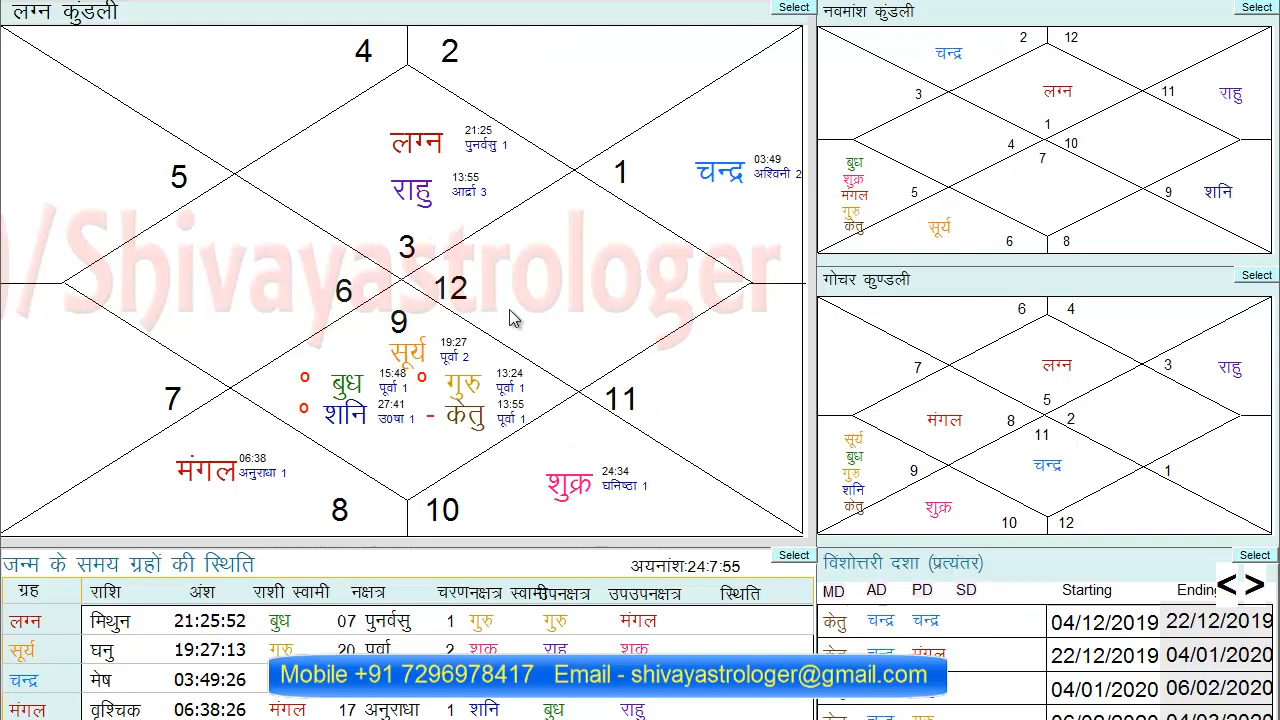 लग्न कुंडली
Select
4
2
लग्न 21:25 पुनर्वसु 1
राहु 13:55 आर्द्रा 3
5
1
चन्द्र 03:49 अश्विनी 2
3
/Shivayastrologer
6
12
9
सूर्य 19:27 पूर्वा 2
बुध 15:48 पूर्वा 1
गुरु 13:24 पूर्वा 1
शनि 27:41 उ0षा 1
केतु 13:55 पूर्वा 1
7
11
मंगल 06:38 अनुराधा 1
शुक्र 24:34 घनिष्ठा 1
8
10
नवमांश कुंडली
Select
2
12
चन्द्र
3
लग्न
11
राहु
1
4
10
7
बुध
शुक्र
मंगल
गुरु
केतु
5
9
शनि
सूर्य
6
8
गोचर कुण्डली
Select
6
4
7
लग्न
3
राहु
5
मंगल
8
2
11
सूर्य
बुध
गुरु
शनि
केतु
चन्द्र
9
1
शुक्र
10
12
जन्म के समय ग्रहों की स्थिति
Select
अयनांश:24:7:55
ग्रह राशि अंश राशी स्वामी नक्षत्र चरण नक्षत्र स्वामी उपनक्षत्र उपउपनक्षत्र स्थिति
लग्न मिथुन 21:25:52 बुध 07 पुनर्वसु 1 गुरु गुरु मंगल
सूर्य घनु 19:27:13 गुरु 20 पूर्वा 2 शुक्र राहु शुक्र
चन्द्र मेष 03:49:26
मंगल वृश्चिक 06:38:26 मंगल 17 अनुराधा 1 शनि बुध राहु
विंशोत्तरी दशा (प्रत्यंतर)
Select
MD AD PD SD Starting Ending
< >
केतु चन्द्र चन्द्र 04/12/2019 22/12/2019
केतु चन्द्र मंगल 22/12/2019 04/01/2020
04/01/2020 06/02/2020
Mobile +91 7296978417 Email - shivayastrologer@gmail.com